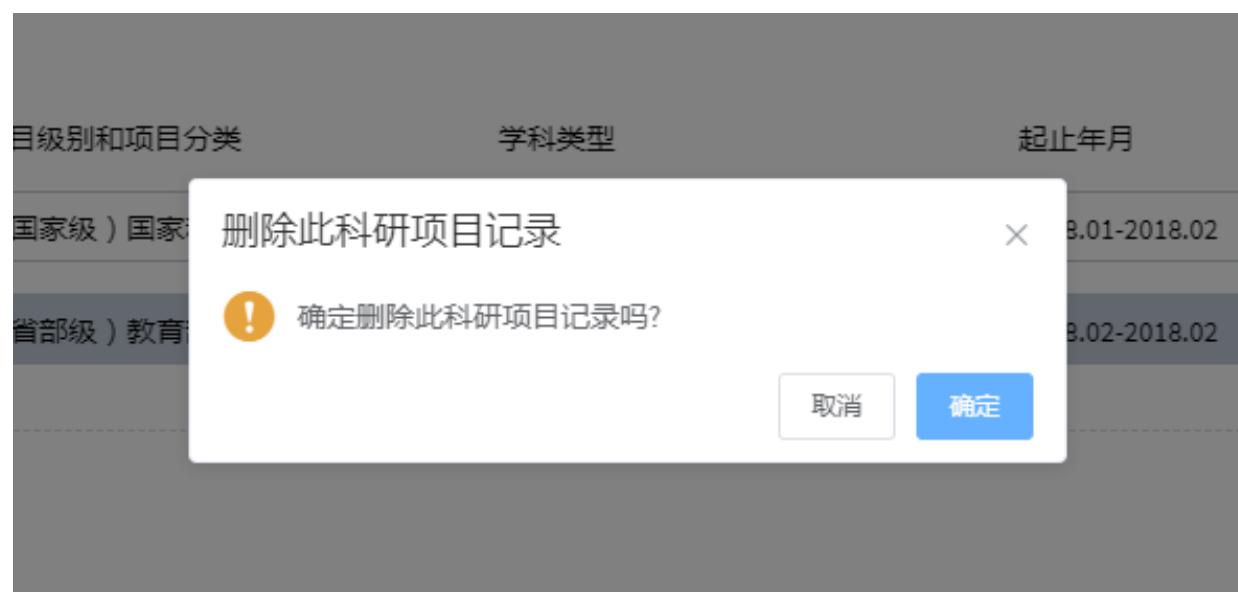 目级别和项目分类 学科类型 起止年月
国家级）国家 8.01-2018.02
删除此科研项目记录
确定删除此科研项目记录吗?
省部级）教育 8.02-2018.02
取消 确定